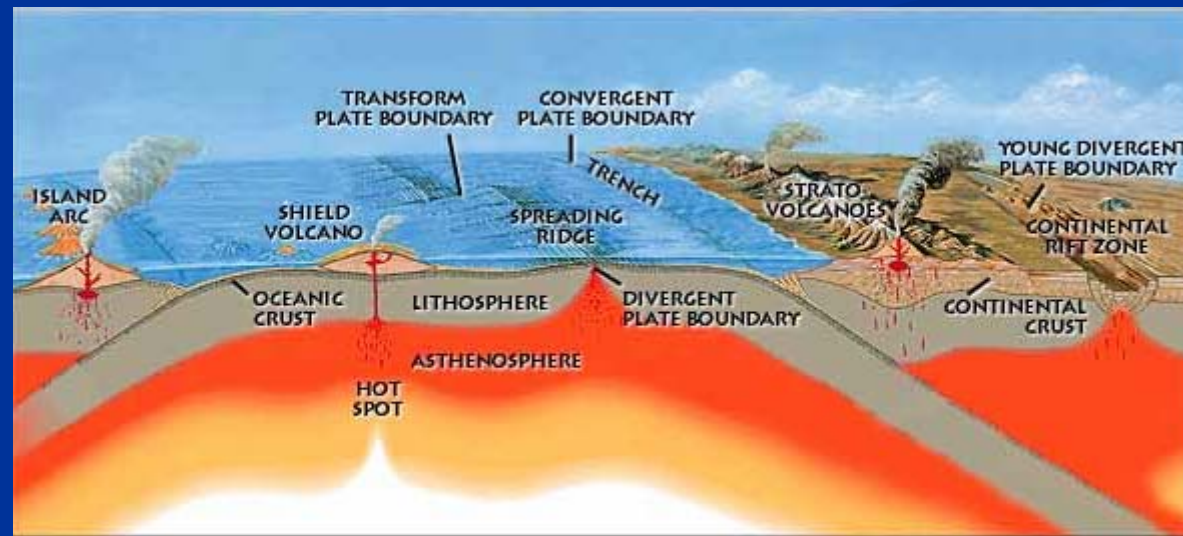 TRANSFORM
PLATE BOUNDARY
CONVERGENT
PLATE BOUNDARY
YOUNG DIVERGENT
PLATE BOUNDARY
TRENCH
ISLAND
ARC
SHIELD
VOLCANO
SPREADING
RIDGE
STRATO
VOLCANOES
CONTINENTAL
RIFT ZONE
OCEANIC
CRUST
LITHOSPHERE
DIVERGENT
PLATE BOUNDARY
CONTINENTAL
CRUST
ASTHENOSPHERE
HOT
SPOT